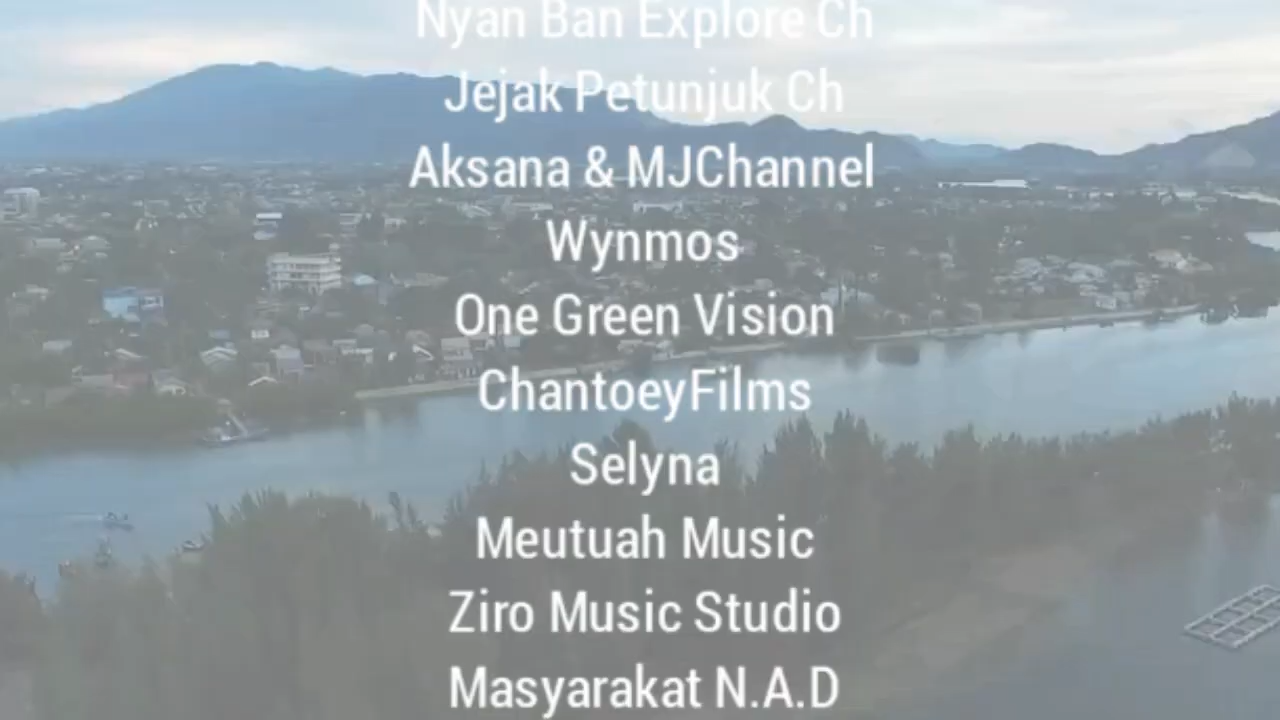 Nyan Ban Explore Ch
Jejak Petunjuk Ch
Aksana & MJChannel
Wynmos
One Green Vision
ChantoeyFilms
Selyna
Meutuah Music
Ziro Music Studio
Masyarakat N.A.D